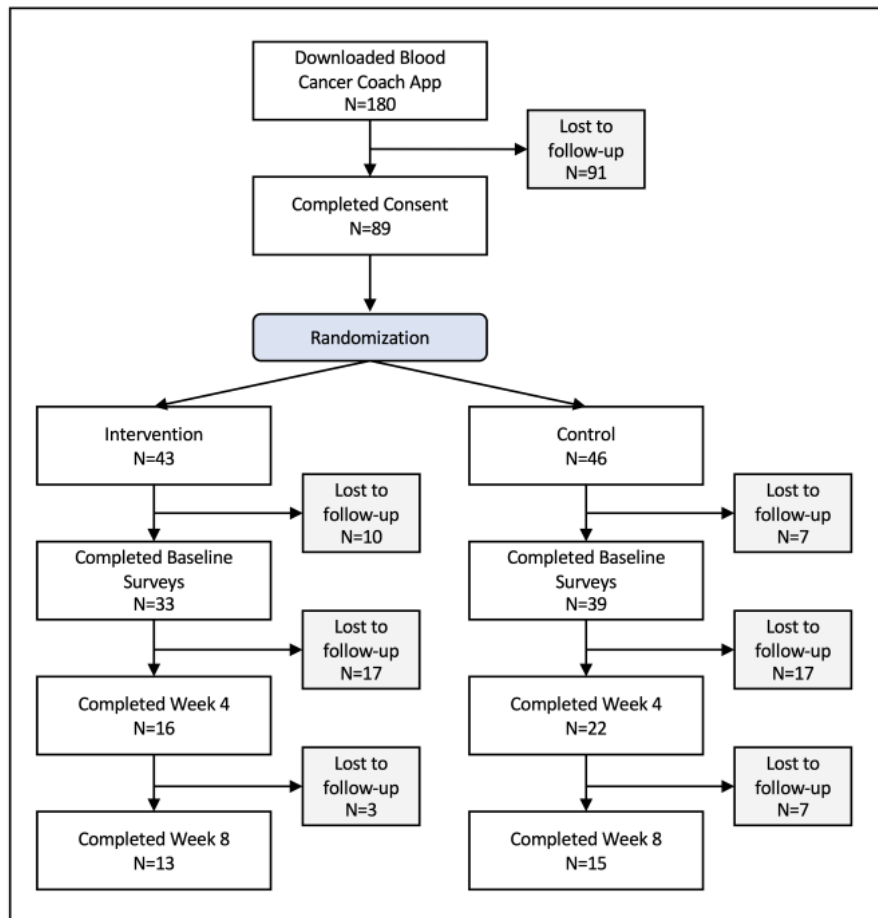 Downloaded Blood
Cancer Coach App
N=180
Lost to
follow-up
N=91
Completed Consent
N=89
Randomization
Intervention
N=43
Control
N=46
Lost to
follow-up
N=10
Lost to
follow-up
N=7
Completed Baseline
Surveys
N=33
Completed Baseline
Surveys
N=39
Lost to
follow-up
N=17
Lost to
follow-up
N=17
Completed Week 4
N=16
Completed Week 4
N=22
Lost to
follow-up
N=3
Lost to
follow-up
N=7
Completed Week 8
N=13
Completed Week 8
N=15